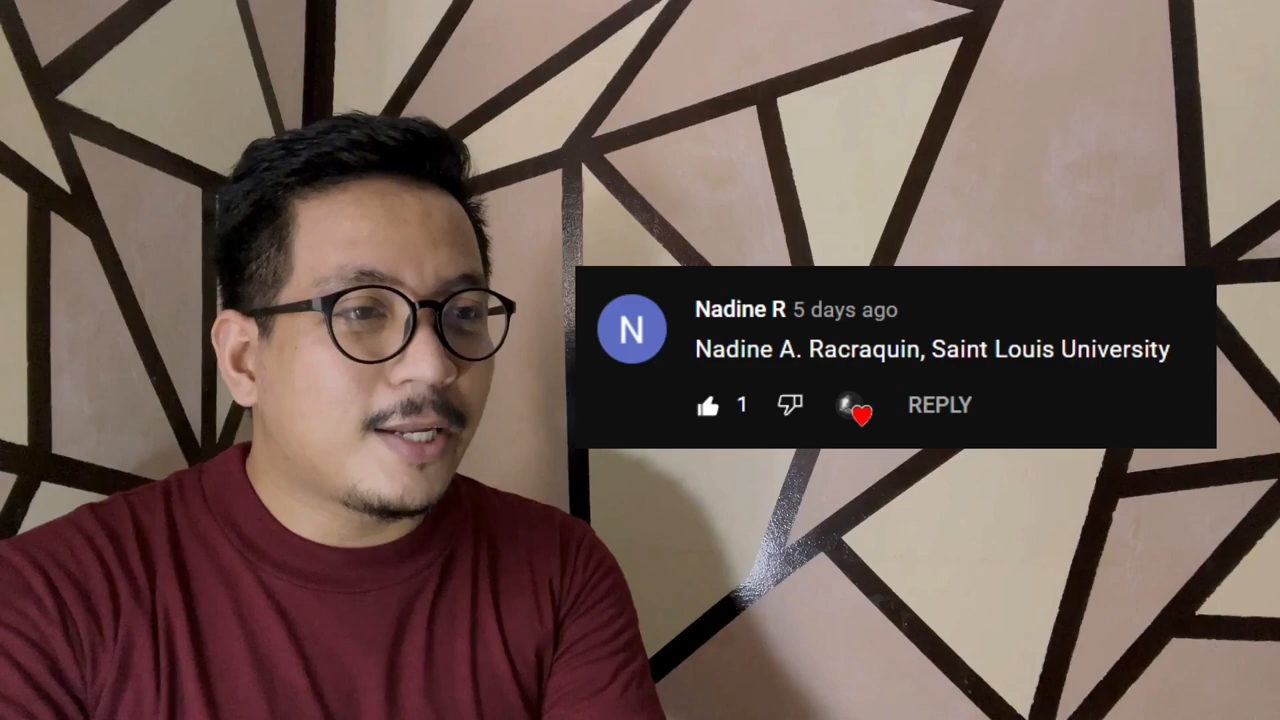 N
Nadine R 5 days ago
Nadine A. Racraquin, Saint Louis University
1
REPLY